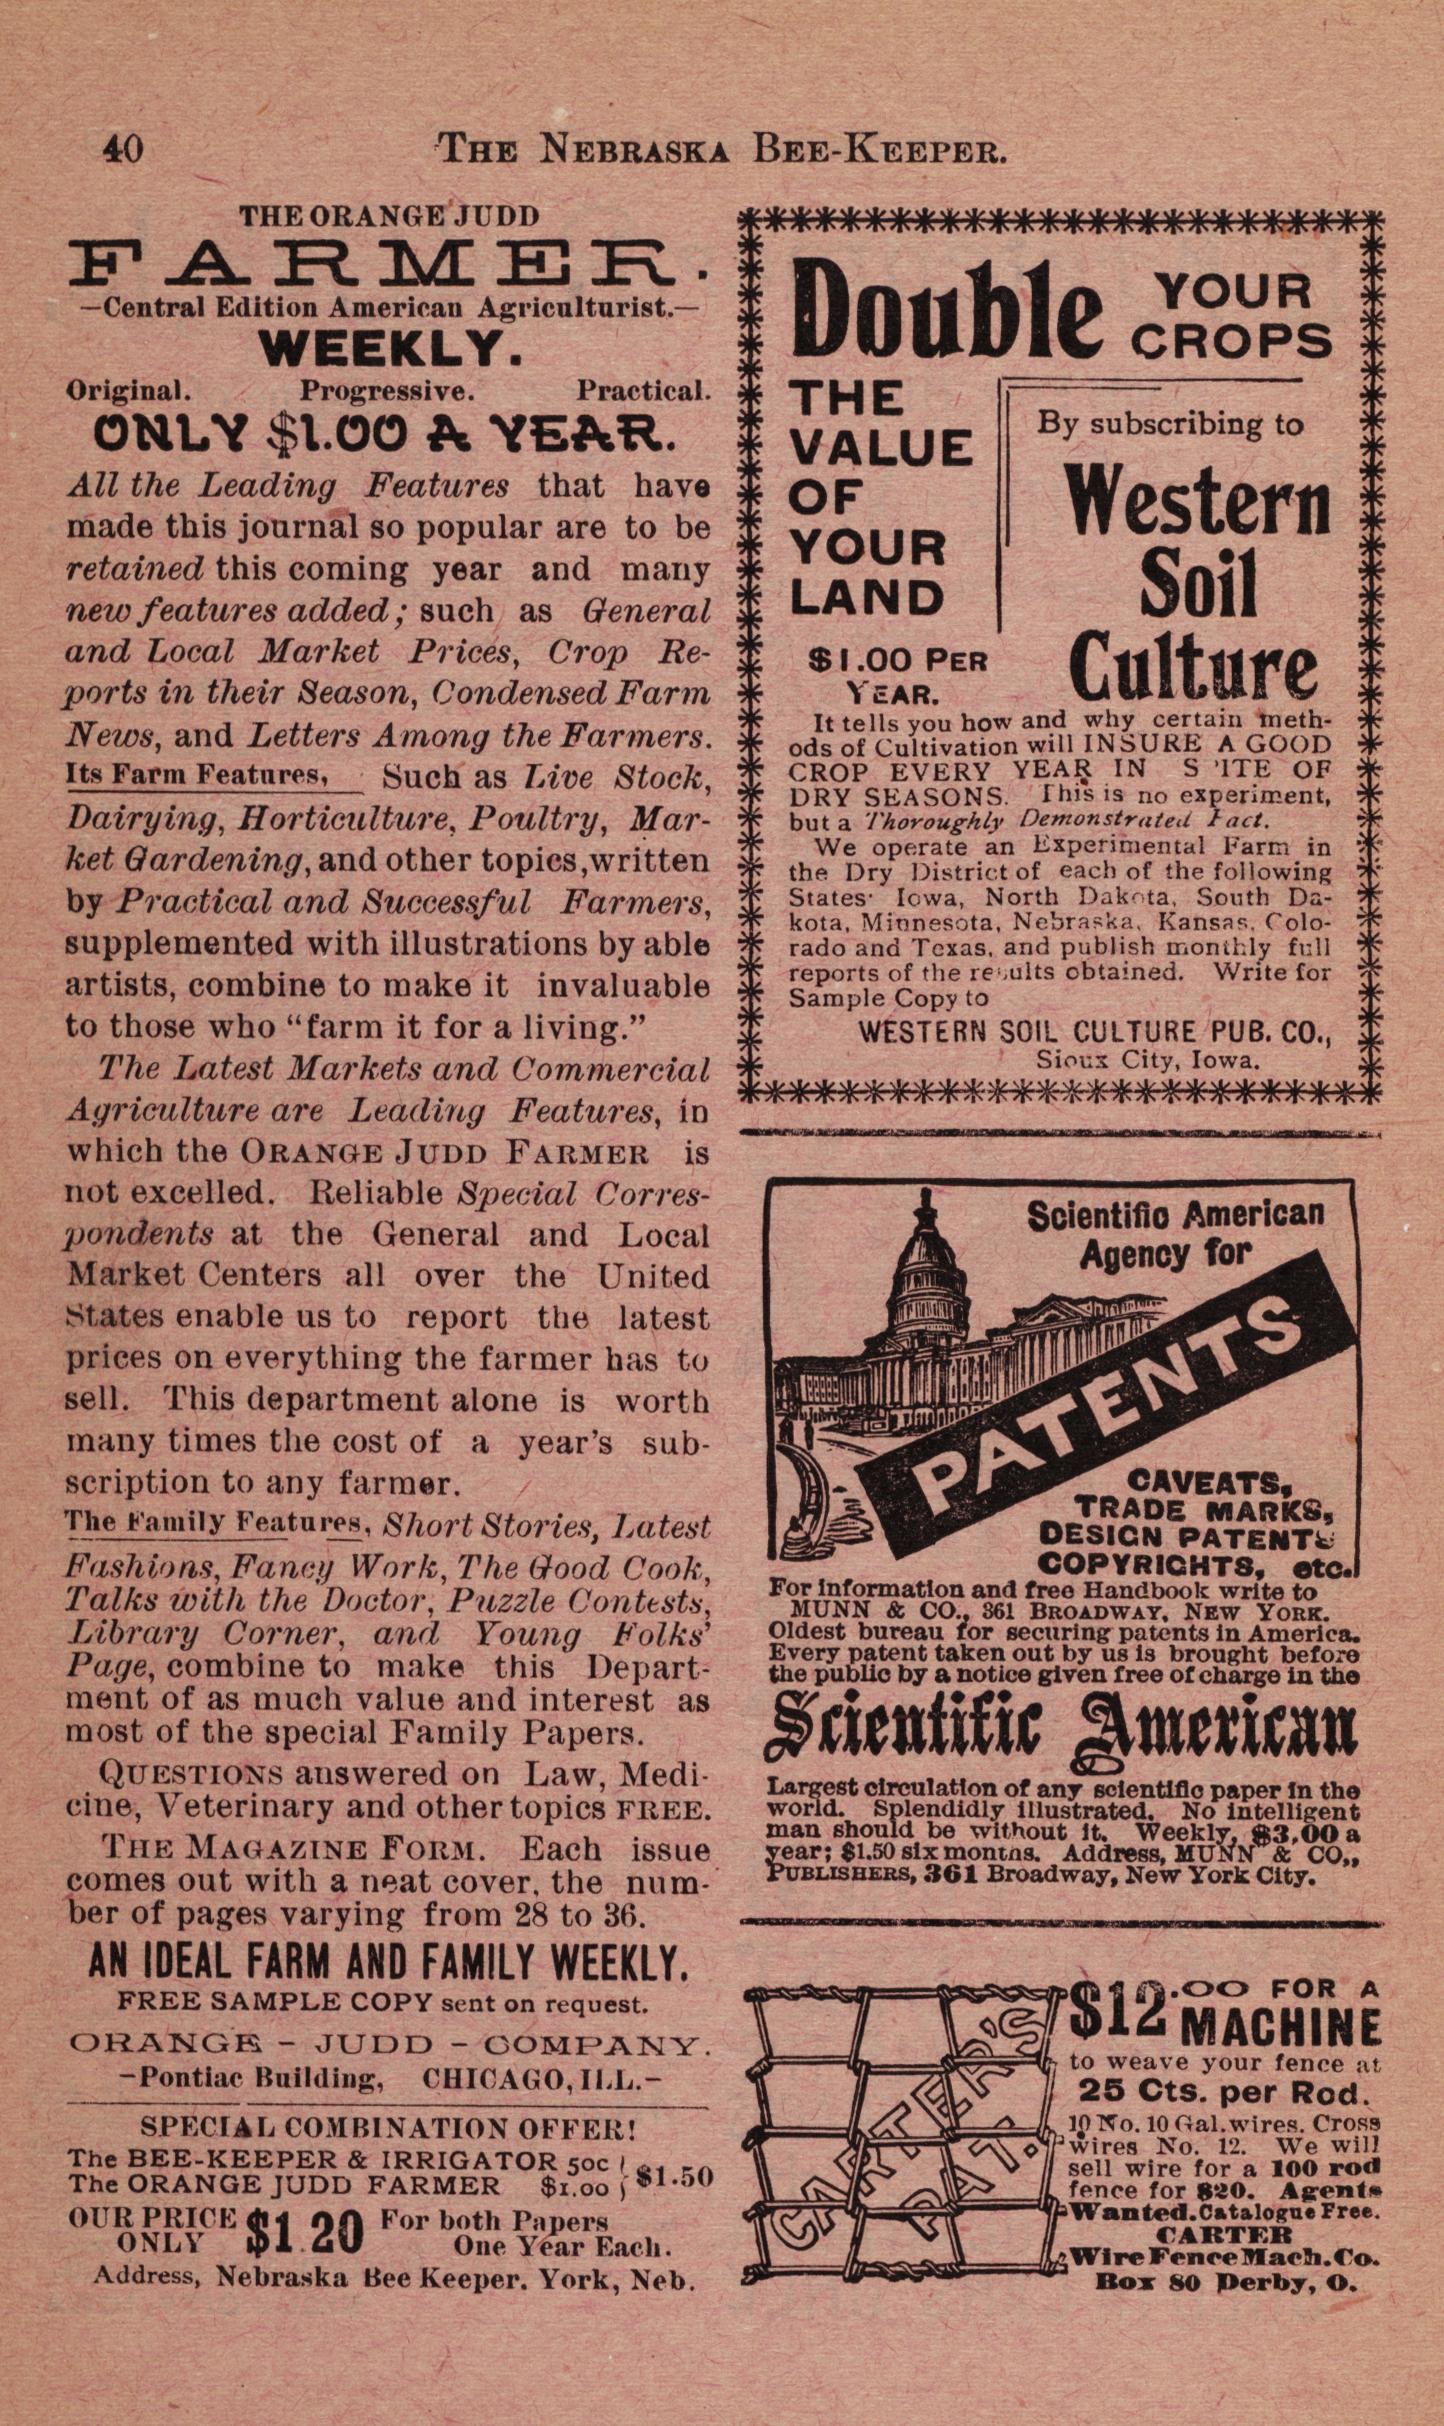 40
THE NEBRASKA BEE-KEEPER.
THE ORANGE JUDD
FARMER.
—Central Edition American Agriculturist.—
WEEKLY.
Original. Progressive. Practical.
ONLY $1.00 A YEAR.
All the Leading Features that have
made this journal so popular are to be
retained this coming year and many
new features added; such as General
and Local Market Prices, Crop Re-
ports in their Season, Condensed Farm
News, and Letters Among the Farmers.
Its Farm Features, Such as Live Stock,
Dairying, Horticulture, Poultry, Mar-
ket Gardening, and other topics, written
by Practical and Successful Farmers,
supplemented with illustrations by able
artists, combine to make it invaluable
to those who “farm it for a living.”
The Latest Markets and Commercial
Agriculture are Leading Features, in
which the ORANGE JUDD FARMER is
not excelled. Reliable Special Corres-
pondents at the General and Local
Market Centers all over the United
States enable us to report the latest
prices on everything the farmer has to
sell. This department alone is worth
many times the cost of a year’s sub-
scription to any farmer.
The Family Features, Short Stories, Latest
Fashions, Fancy Work, The Good Cook,
Talks with the Doctor, Puzzle Contests,
Library Corner, and Young Folks’
Page, combine to make this Depart-
ment of as much value and interest as
most of the special Family Papers.
QUESTIONS answered on Law, Medi-
cine, Veterinary and other topics FREE.
THE MAGAZINE FORM. Each issue
comes out with a neat cover, the num-
ber of pages varying from 28 to 36.
AN IDEAL FARM AND FAMILY WEEKLY.
FREE SAMPLE COPY sent on request.
ORANGE - JUDD - COMPANY.
—Pontiac Building, CHICAGO, ILL.—
SPECIAL COMBINATION OFFER!
The BEE-KEEPER & IRRIGATOR 50c
The ORANGE JUDD FARMER $1.00 } $1.50
OUR PRICE ONLY $1.20 For both Papers One Year Each.
Address, Nebraska Bee Keeper. York, Neb.
Double YOUR CROPS
THE
VALUE
OF
YOUR
LAND
$1.00 PER
YEAR.
By subscribing to
Western
Soil
Culture
It tells you how and why certain meth-
ods of Cultivation will INSURE A GOOD
CROP EVERY YEAR IN S'ITE OF
DRY SEASONS. This is no experiment,
but a Thoroughly Demonstrated Fact.
We operate an Experimental Farm in
the Dry District of each of the following
States: Iowa, North Dakota, South Da-
kota, Minnesota, Nebraska, Kansas, Colo-
rado and Texas, and publish monthly full
reports of the results obtained. Write for
Sample Copy to
WESTERN SOIL CULTURE PUB. CO.,
Sioux City, Iowa.
Scientific American
Agency for
PATENTS
CAVEATS,
TRADE MARKS,
DESIGN PATENTS
COPYRIGHTS, etc.
For information and free Handbook write to
MUNN & CO., 361 BROADWAY, NEW YORK.
Oldest bureau for securing patents in America.
Every patent taken out by us is brought before
the public by a notice given free of charge in the
Scientific American
Largest circulation of any scientific paper in the
world. Splendidly illustrated. No intelligent
man should be without it. Weekly, $3.00 a
year; $1.50 six months. Address, MUNN & CO.,
PUBLISHERS, 361 Broadway, New York City.
CARTER'S
PAT.
$12.00 FOR A
MACHINE
to weave your fence at
25 Cts. per Rod.
10 No. 10 Gal. wires. Cross
wires No. 12. We will
sell wire for a 100 rod
fence for $20. Agents
Wanted. Catalogue Free.
CARTER
Wire Fence Mach. Co.
Box 80 Derby, O.